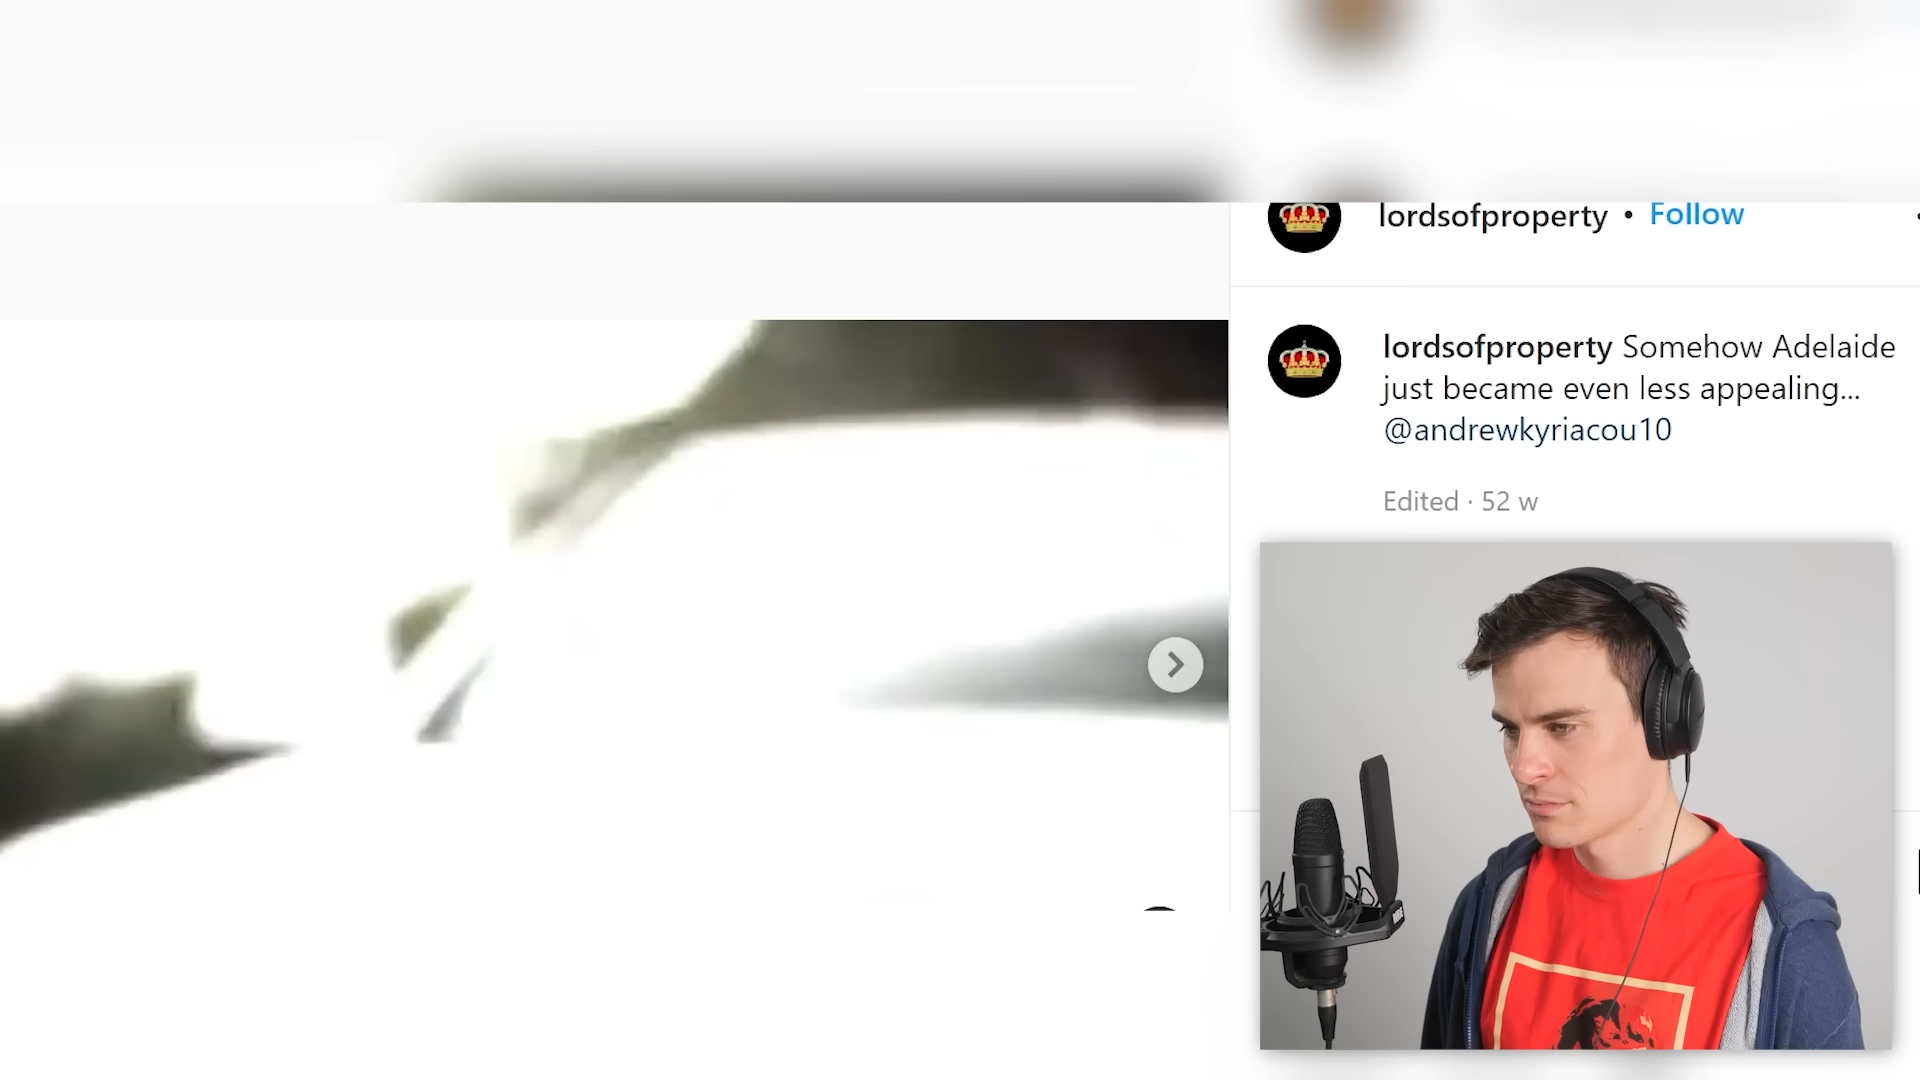 lordsofproperty • Follow
lordsofproperty Somehow Adelaide
just became even less appealing...
@andrewkyriacou10
Edited · 52 w